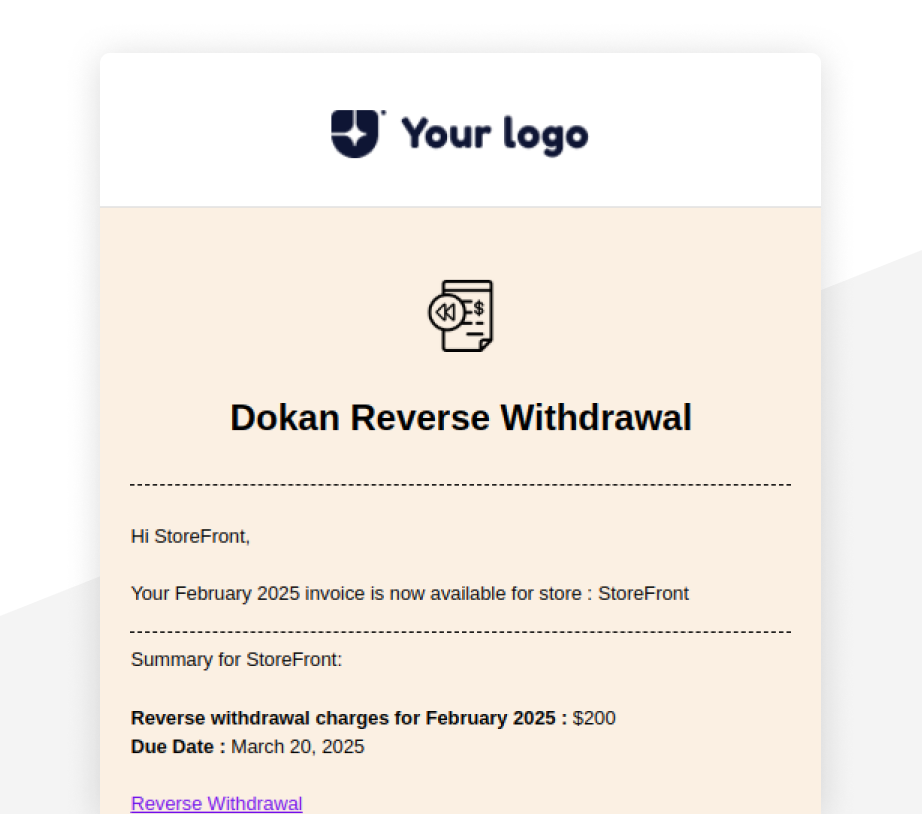 Your logo
$
Dokan Reverse Withdrawal
Hi StoreFront,
Your February 2025 invoice is now available for store : StoreFront
Summary for StoreFront:
Reverse withdrawal charges for February 2025 : $200
Due Date : March 20, 2025
Reverse Withdrawal